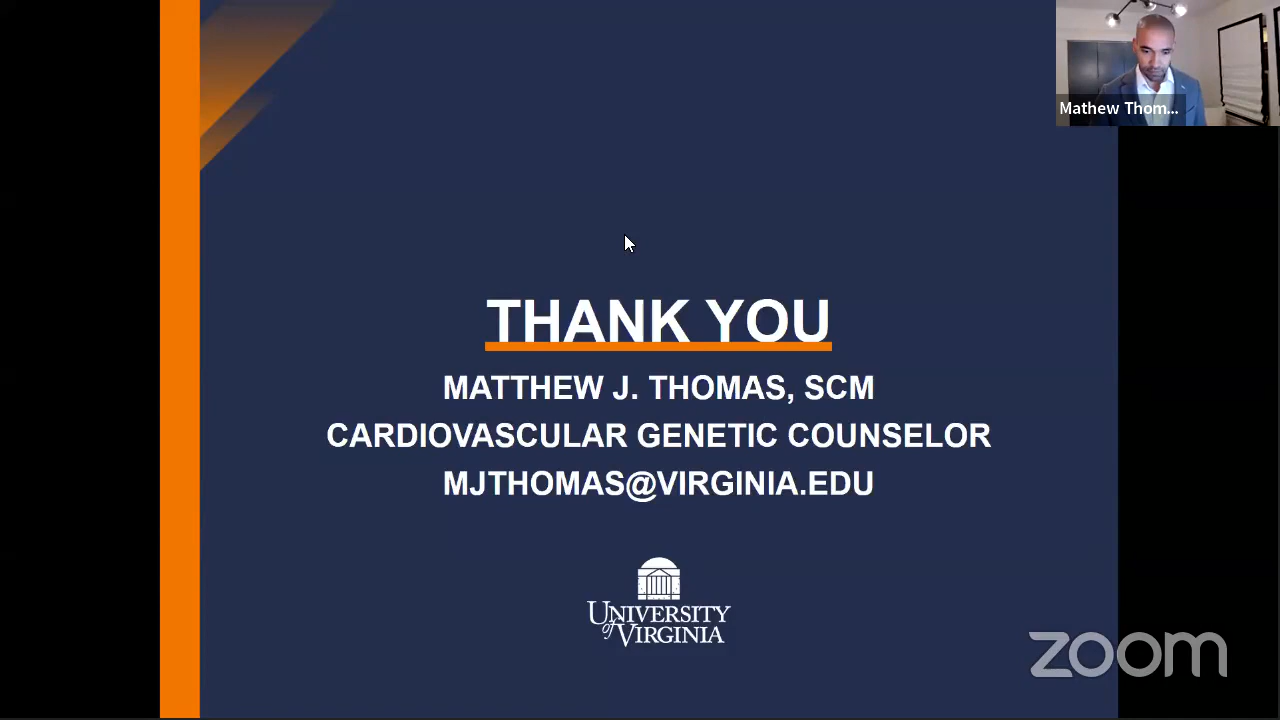 Mathew Thom...
THANK YOU
MATTHEW J. THOMAS, SCM
CARDIOVASCULAR GENETIC COUNSELOR
MJTHOMAS@VIRGINIA.EDU
UNIVERSITY
of VIRGINIA
zoom